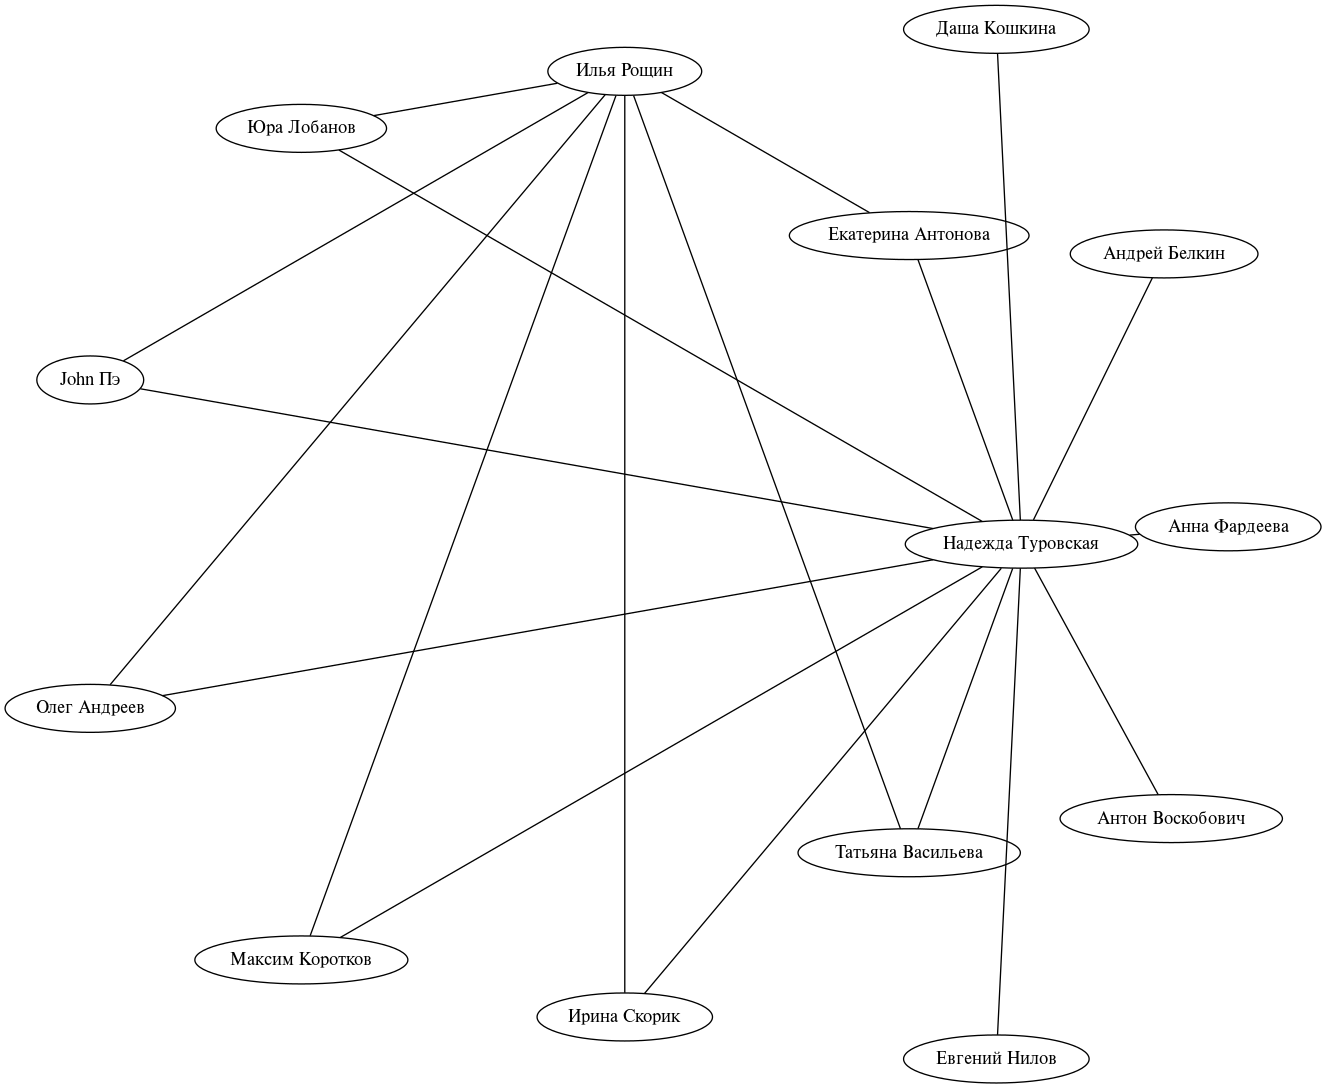 Даша Кошкина
Илья Рощин
Юра Лобанов
Екатерина Антонова
Андрей Белкин
John Пэ
Анна Фардеева
Надежда Туровская
Олег Андреев
Антон Воскобович
Татьяна Васильева
Максим Коротков
Ирина Скорик
Евгений Нилов